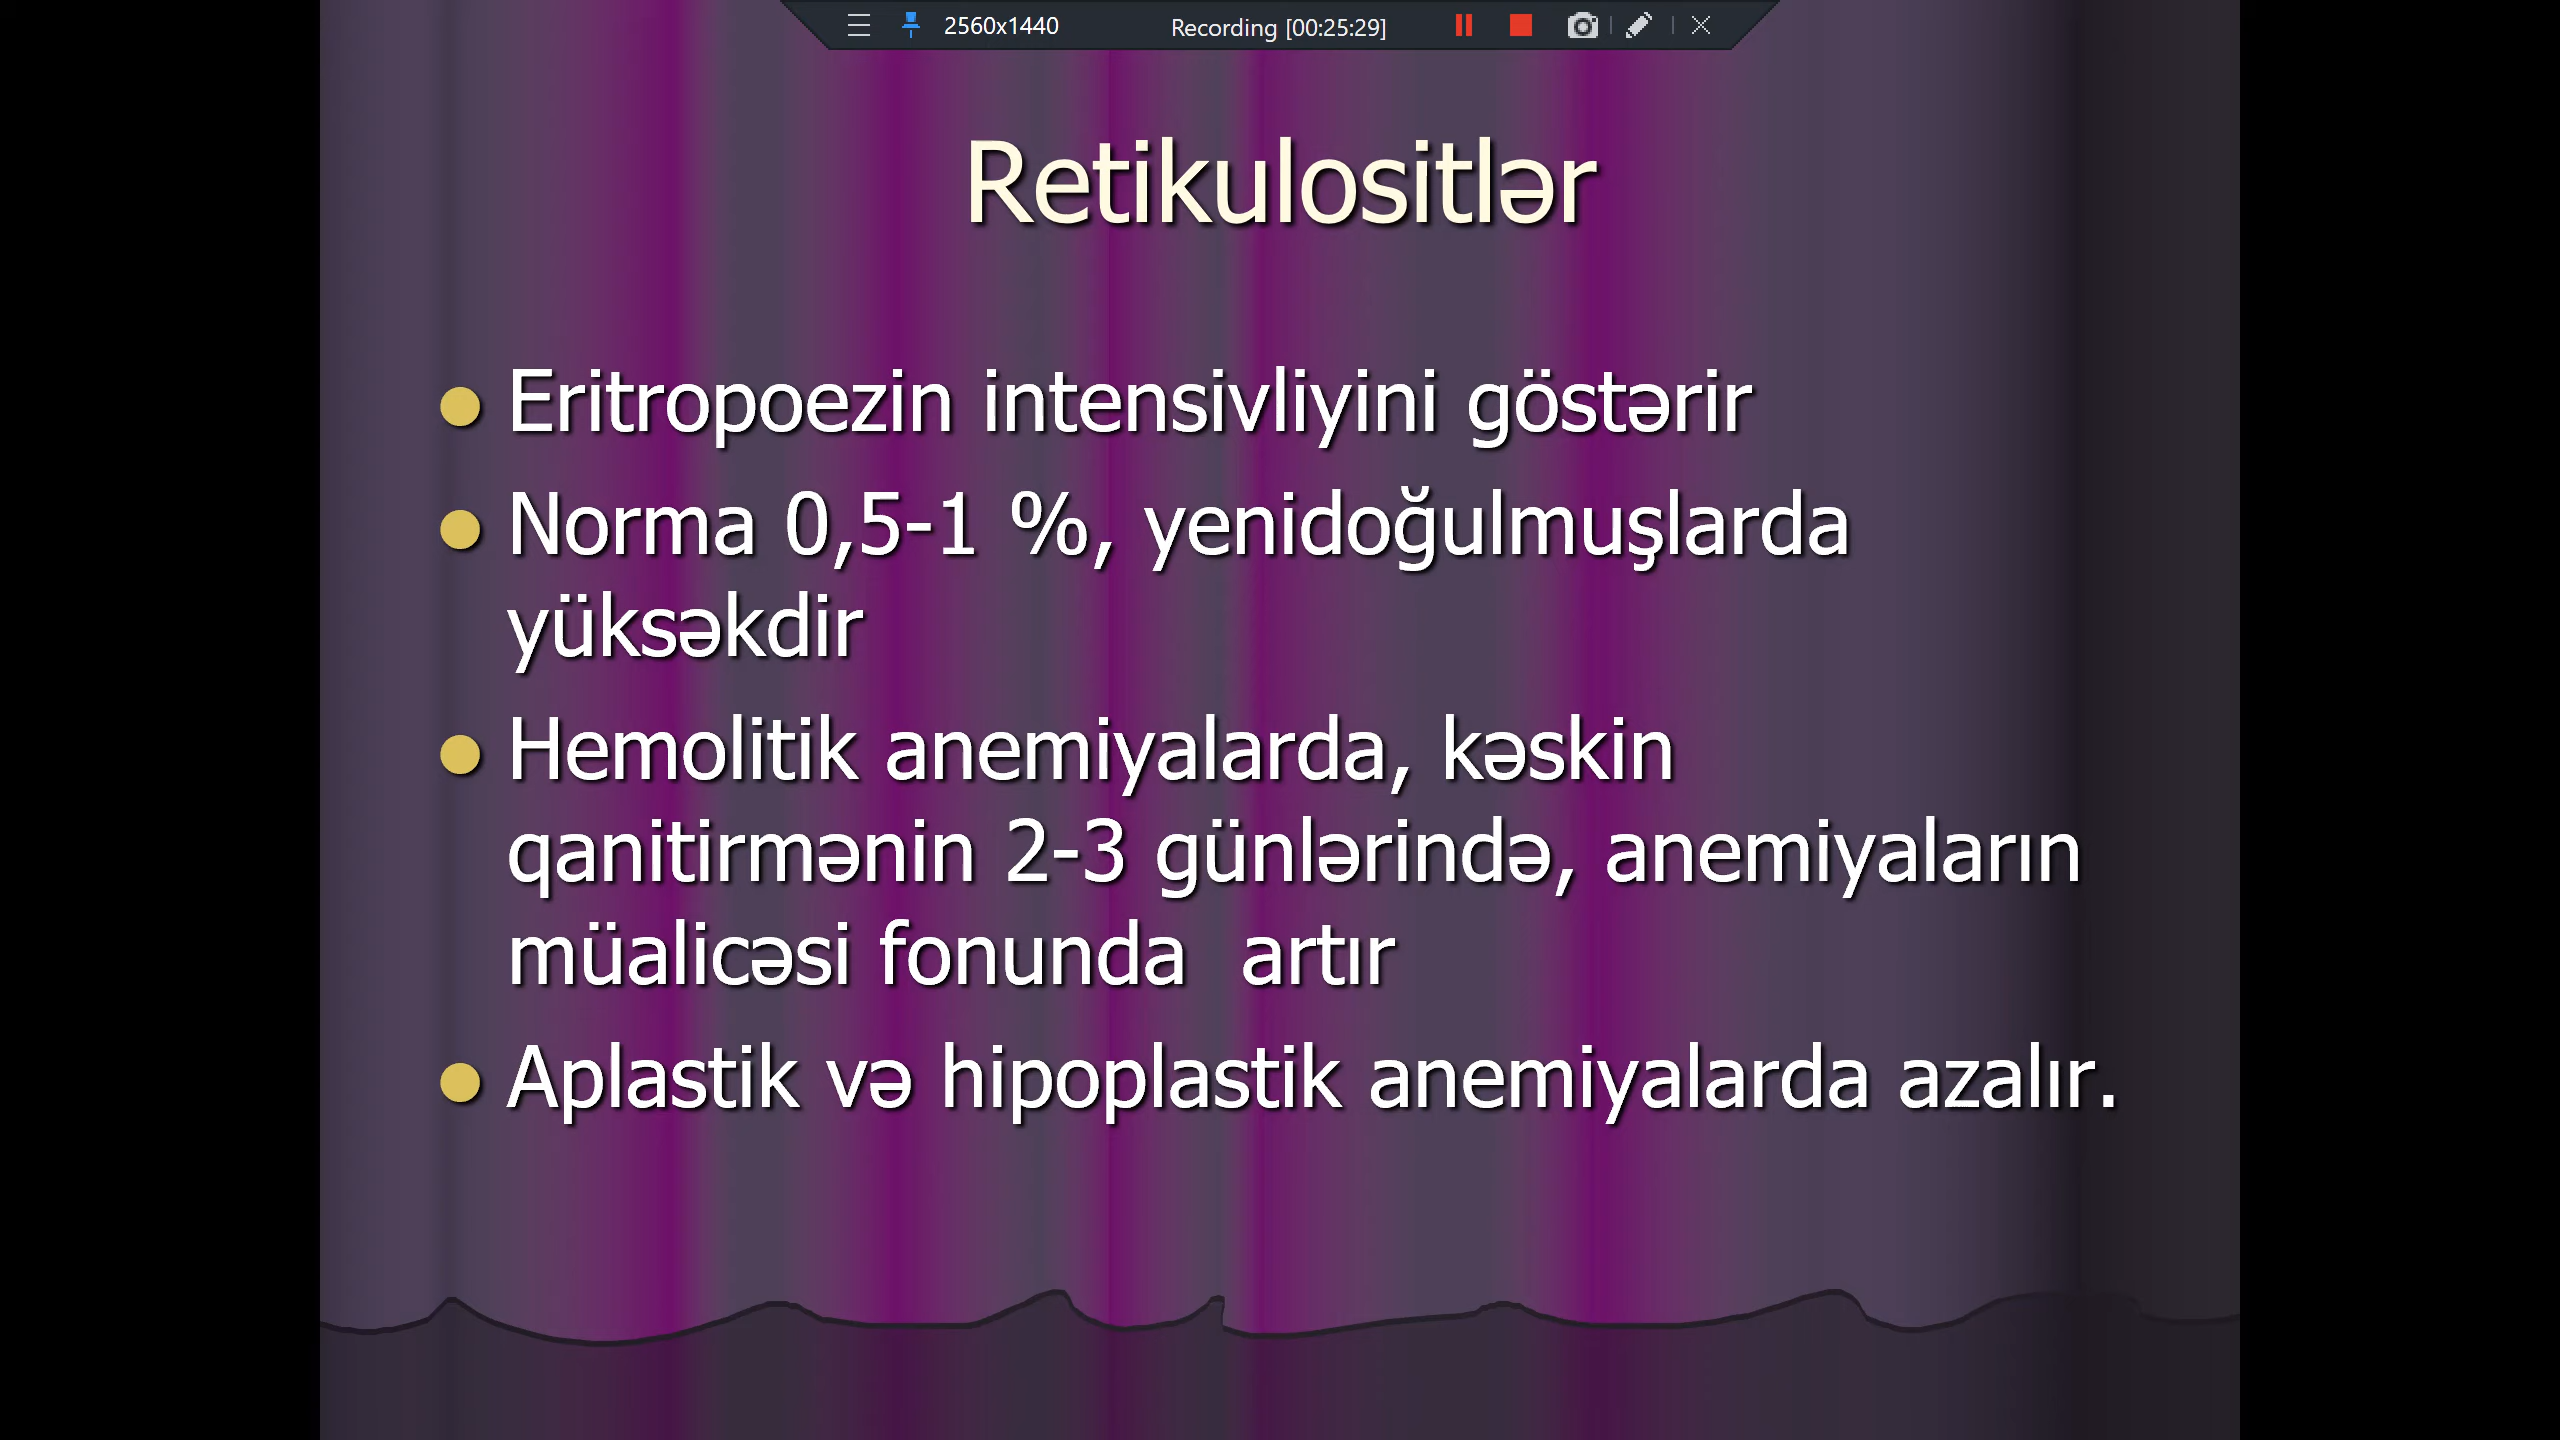 2560x1440 Recording [00:25:29]
Retikulositlər
Eritropoezin intensivliyini göstərir
Norma 0,5-1 %, yenidoğulmuşlarda
yüksəkdir
Hemolitik anemiyalarda, kəskin
qanitirmənin 2-3 günlərində, anemiyaların
müalicəsi fonunda artır
Aplastik və hipoplastik anemiyalarda azalır.